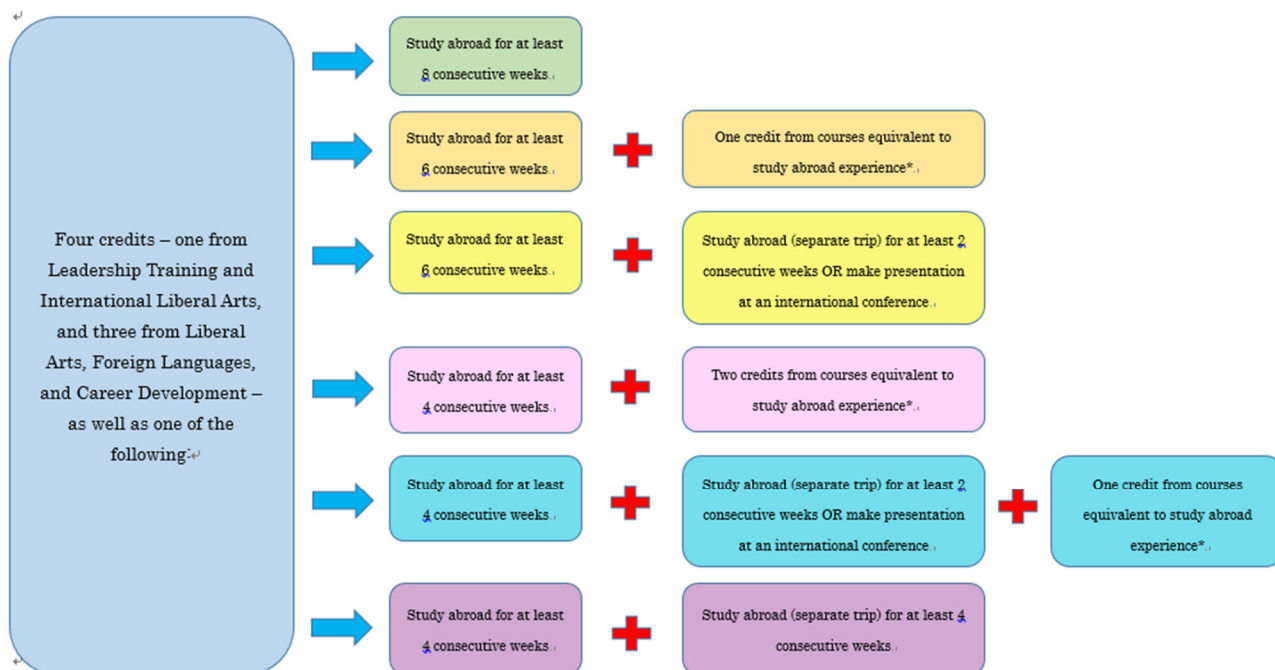 Four credits – one from
Leadership Training and
International Liberal Arts,
and three from Liberal
Arts, Foreign Languages,
and Career Development –
as well as one of the
following:
Study abroad for at least
8 consecutive weeks.
Study abroad for at least
6 consecutive weeks.
One credit from courses equivalent to
study abroad experience*.
Study abroad for at least
6 consecutive weeks.
Study abroad (separate trip) for at least 2
consecutive weeks OR make presentation
at an international conference.
Study abroad for at least
4 consecutive weeks.
Two credits from courses equivalent to
study abroad experience*.
Study abroad for at least
4 consecutive weeks.
Study abroad (separate trip) for at least 2
consecutive weeks OR make presentation
at an international conference.
One credit from courses
equivalent to study abroad
experience*.
Study abroad for at least
4 consecutive weeks.
Study abroad (separate trip) for at least 4
consecutive weeks.